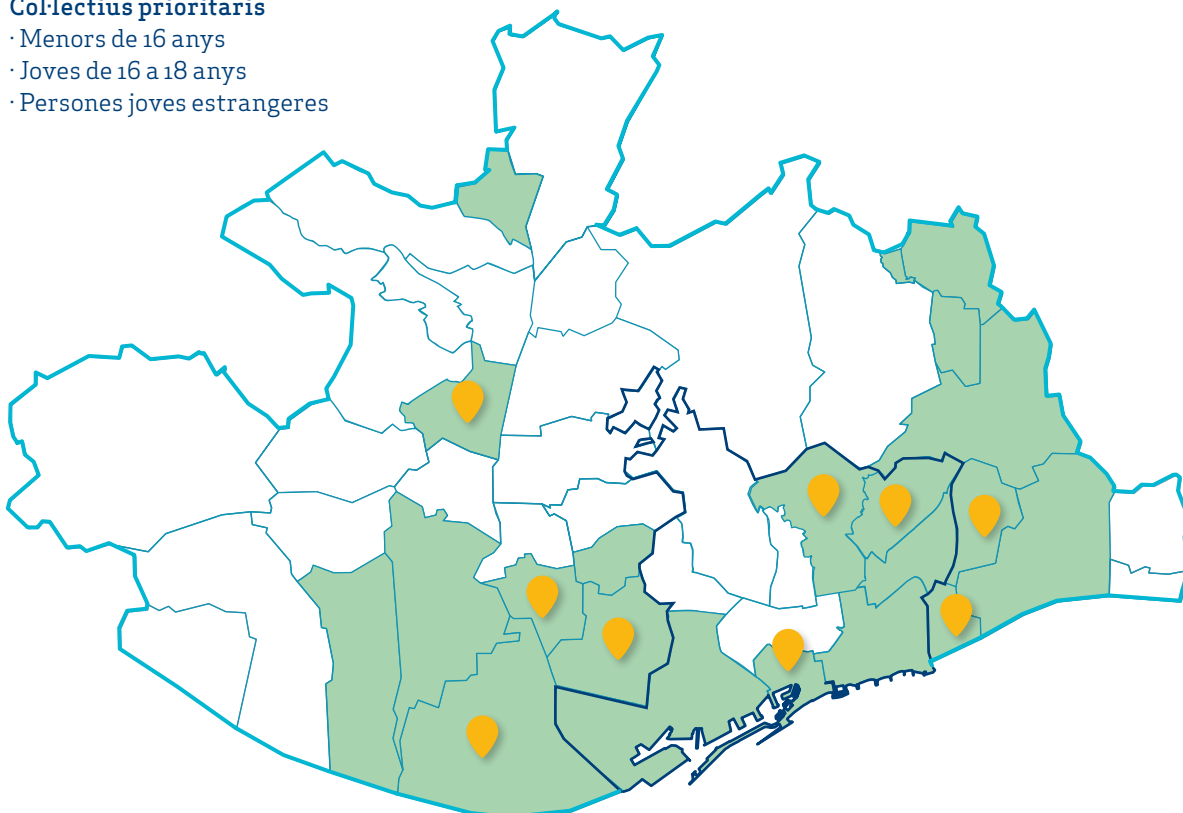 Col·lectius prioritaris
· Menors de 16 anys
· Joves de 16 a 18 anys
· Persones joves estrangeres